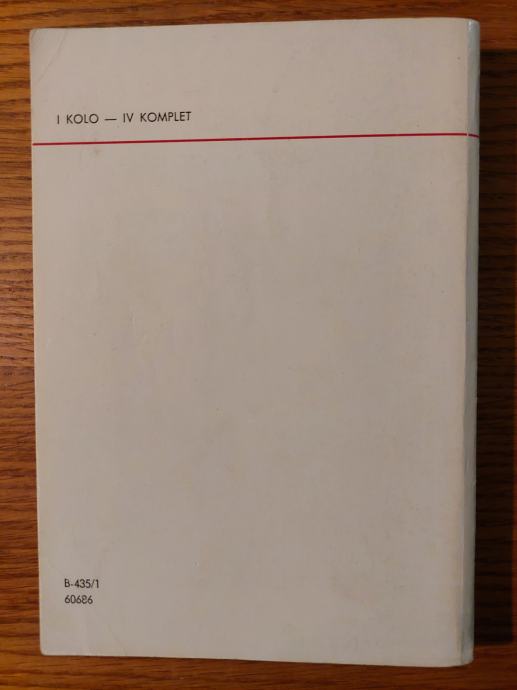 I KOLO — IV KOMPLET
B-435/1
60686